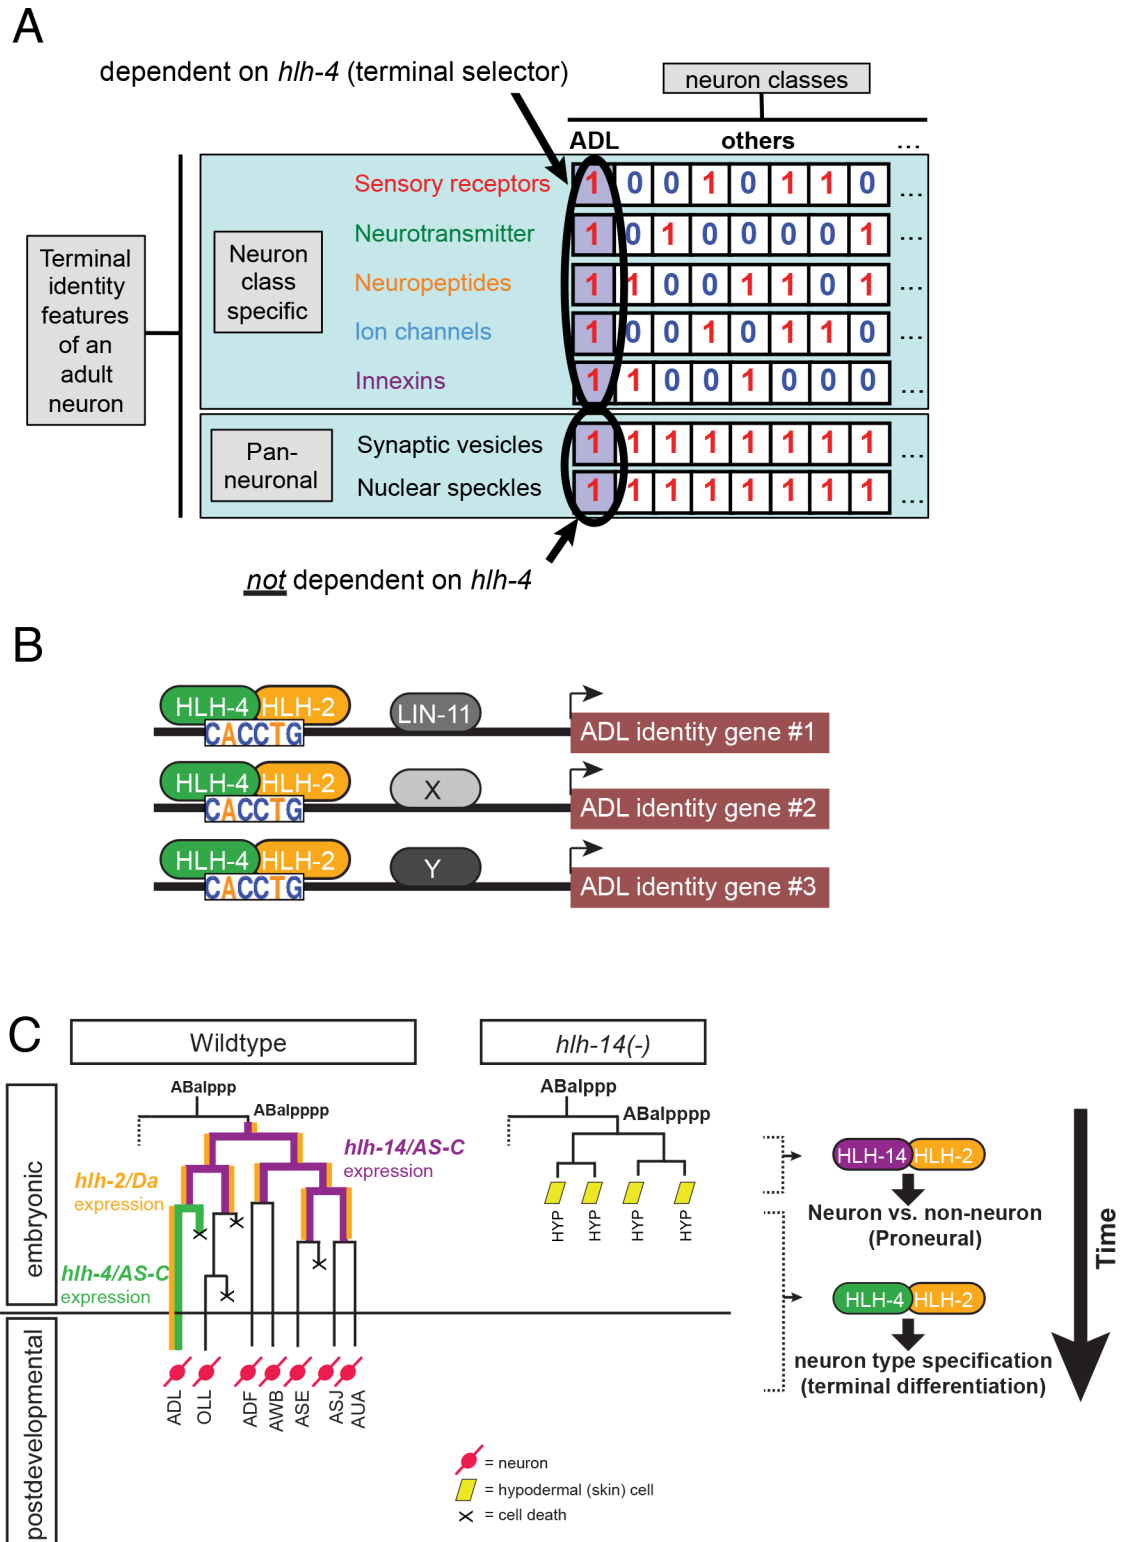 A
dependent on hlh-4 (terminal selector)
neuron classes
ADL others ...
Terminal
identity
features
of an
adult
neuron
Neuron
class
specific
Sensory receptors 1 0 0 1 0 1 1 0 ...
Neurotransmitter 1 0 1 0 0 0 0 1 ...
Neuropeptides 1 1 0 0 1 1 0 1 ...
Ion channels 1 0 0 1 0 1 1 0 ...
Innexins 1 1 0 0 1 0 0 0 ...
Pan-
neuronal
Synaptic vesicles 1 1 1 1 1 1 1 1 ...
Nuclear speckles 1 1 1 1 1 1 1 1 ...
not dependent on hlh-4
B
HLH-4 HLH-2 LIN-11
CACCTG ADL identity gene #1
HLH-4 HLH-2 X
CACCTG ADL identity gene #2
HLH-4 HLH-2 Y
CACCTG ADL identity gene #3
C
Wildtype
hlh-14(-)
embryonic
postdevelopmental
ABalppp
ABalpppp
hlh-14/AS-C
expression
hlh-2/Da
expression
hlh-4/AS-C
expression
X X X X
ADL OLL ADF AWB ASE ASJ AUA
ABalppp
ABalpppp
HYP HYP HYP HYP
HLH-14 HLH-2
Neuron vs. non-neuron
(Proneural)
HLH-4 HLH-2
neuron type specification
(terminal differentiation)
Time
= neuron
= hypodermal (skin) cell
X = cell death